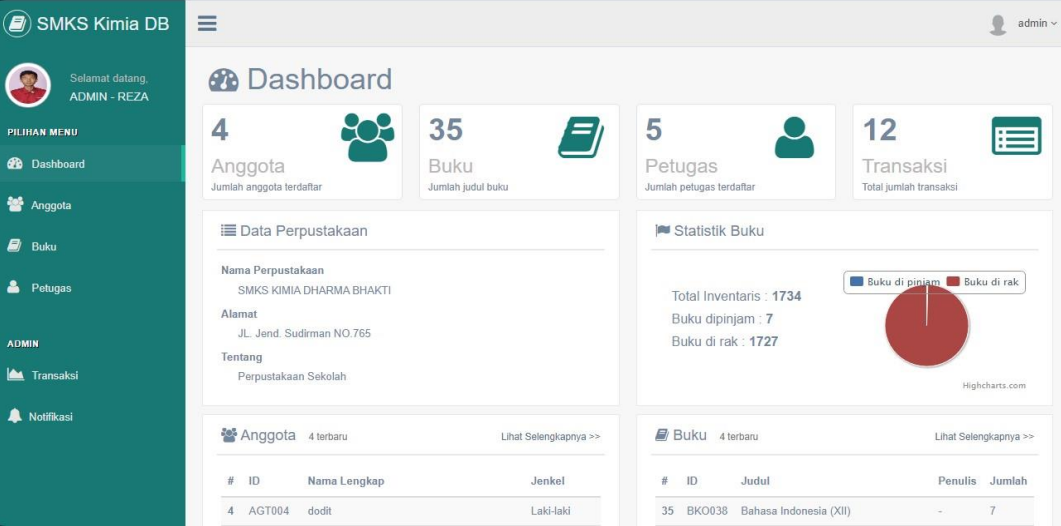 SMKS Kimia DB
admin
Selamat datang,
ADMIN - REZA
PILIHAN MENU
Dashboard
Anggota
Buku
Petugas
ADMIN
Transaksi
Notifikasi
Dashboard
4
Anggota
Jumlah anggota terdaftar
35
Buku
Jumlah judul buku
5
Petugas
Jumlah petugas terdaftar
12
Transaksi
Total jumlah transaksi
Data Perpustakaan
Nama Perpustakaan
SMKS KIMIA DHARMA BHAKTI
Alamat
JL. Jend. Sudirman NO.765
Tentang
Perpustakaan Sekolah
Statistik Buku
Total Inventaris : 1734
Buku dipinjam : 7
Buku di rak : 1727
Buku di pinjam Buku di rak
Highcharts.com
Anggota 4 terbaru Lihat Selengkapnya >>
# ID Nama Lengkap Jenkel
4 AGT004 dodit Laki-laki
Buku 4 terbaru Lihat Selengkapnya >>
# ID Judul Penulis Jumlah
35 BKO038 Bahasa Indonesia (XII) - 7